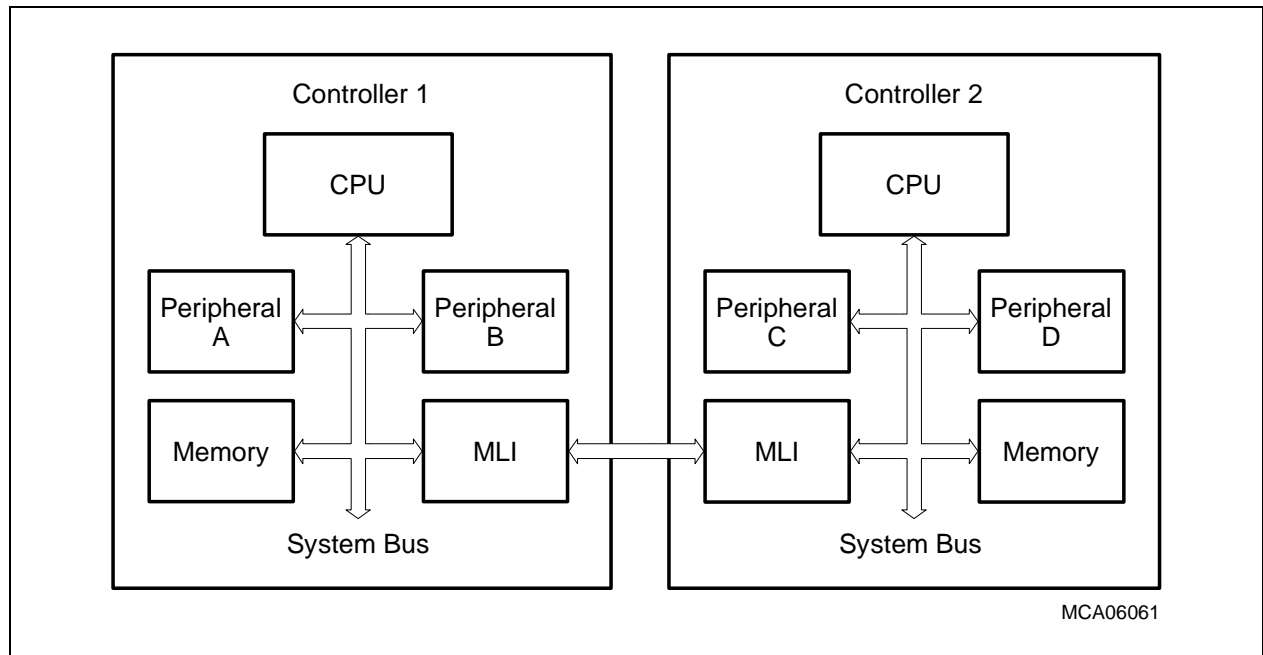 Controller 1
CPU
Peripheral
A
Peripheral
B
Memory
MLI
System Bus
Controller 2
CPU
Peripheral
C
Peripheral
D
MLI
Memory
System Bus
MCA06061